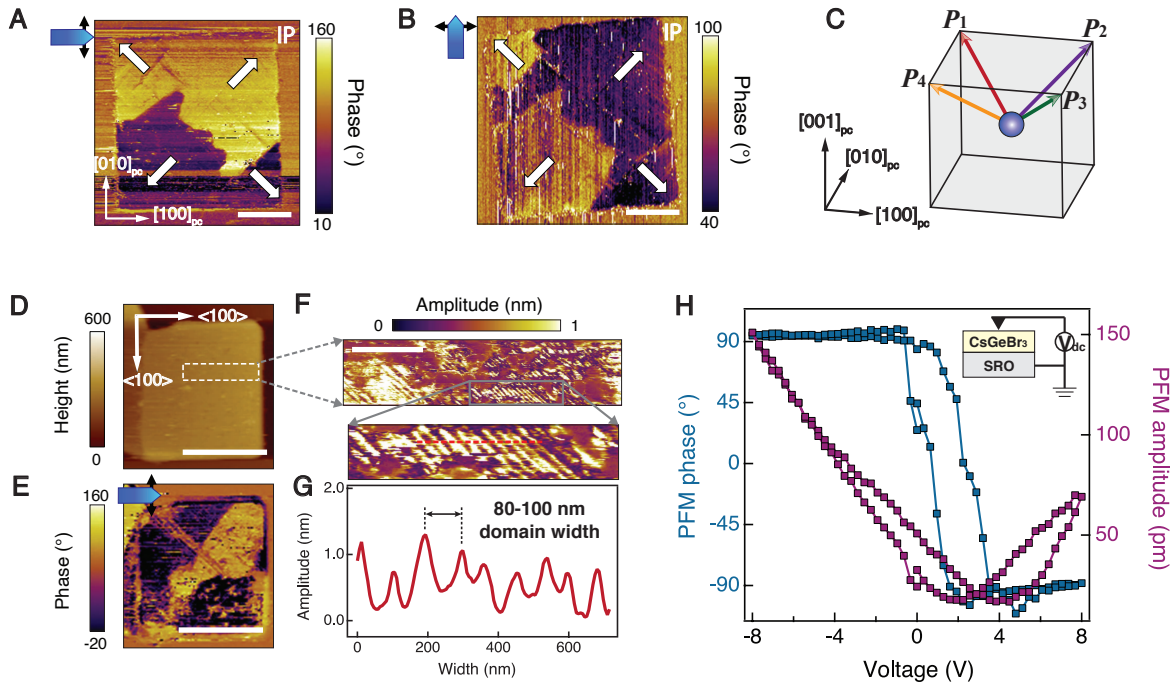 A
IP
160
Phase (°)
10
[010]pc
[100]pc
B
IP
100
Phase (°)
40
C
P1
P2
P3
P4
[001]pc
[010]pc
[100]pc
D
600
Height (nm)
0
<100>
<100>
E
160
Phase (°)
-20
F
Amplitude (nm)
0
1
G
2.0
1.0
0.0
Amplitude (nm)
80-100 nm
domain width
0
200
400
600
Width (nm)
H
90
45
0
-45
-90
PFM phase (°)
CsGeBr3
SRO
Vdc
150
100
50
PFM amplitude (pm)
-8
-4
0
4
8
Voltage (V)